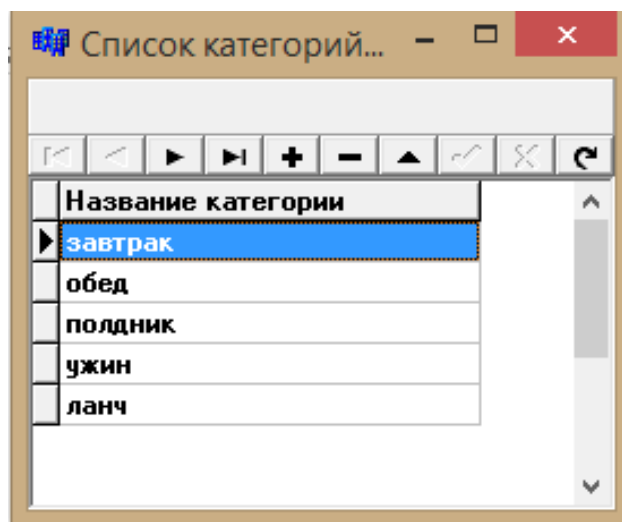 Список категорий...
Название категории
завтрак
обед
полдник
ужин
ланч